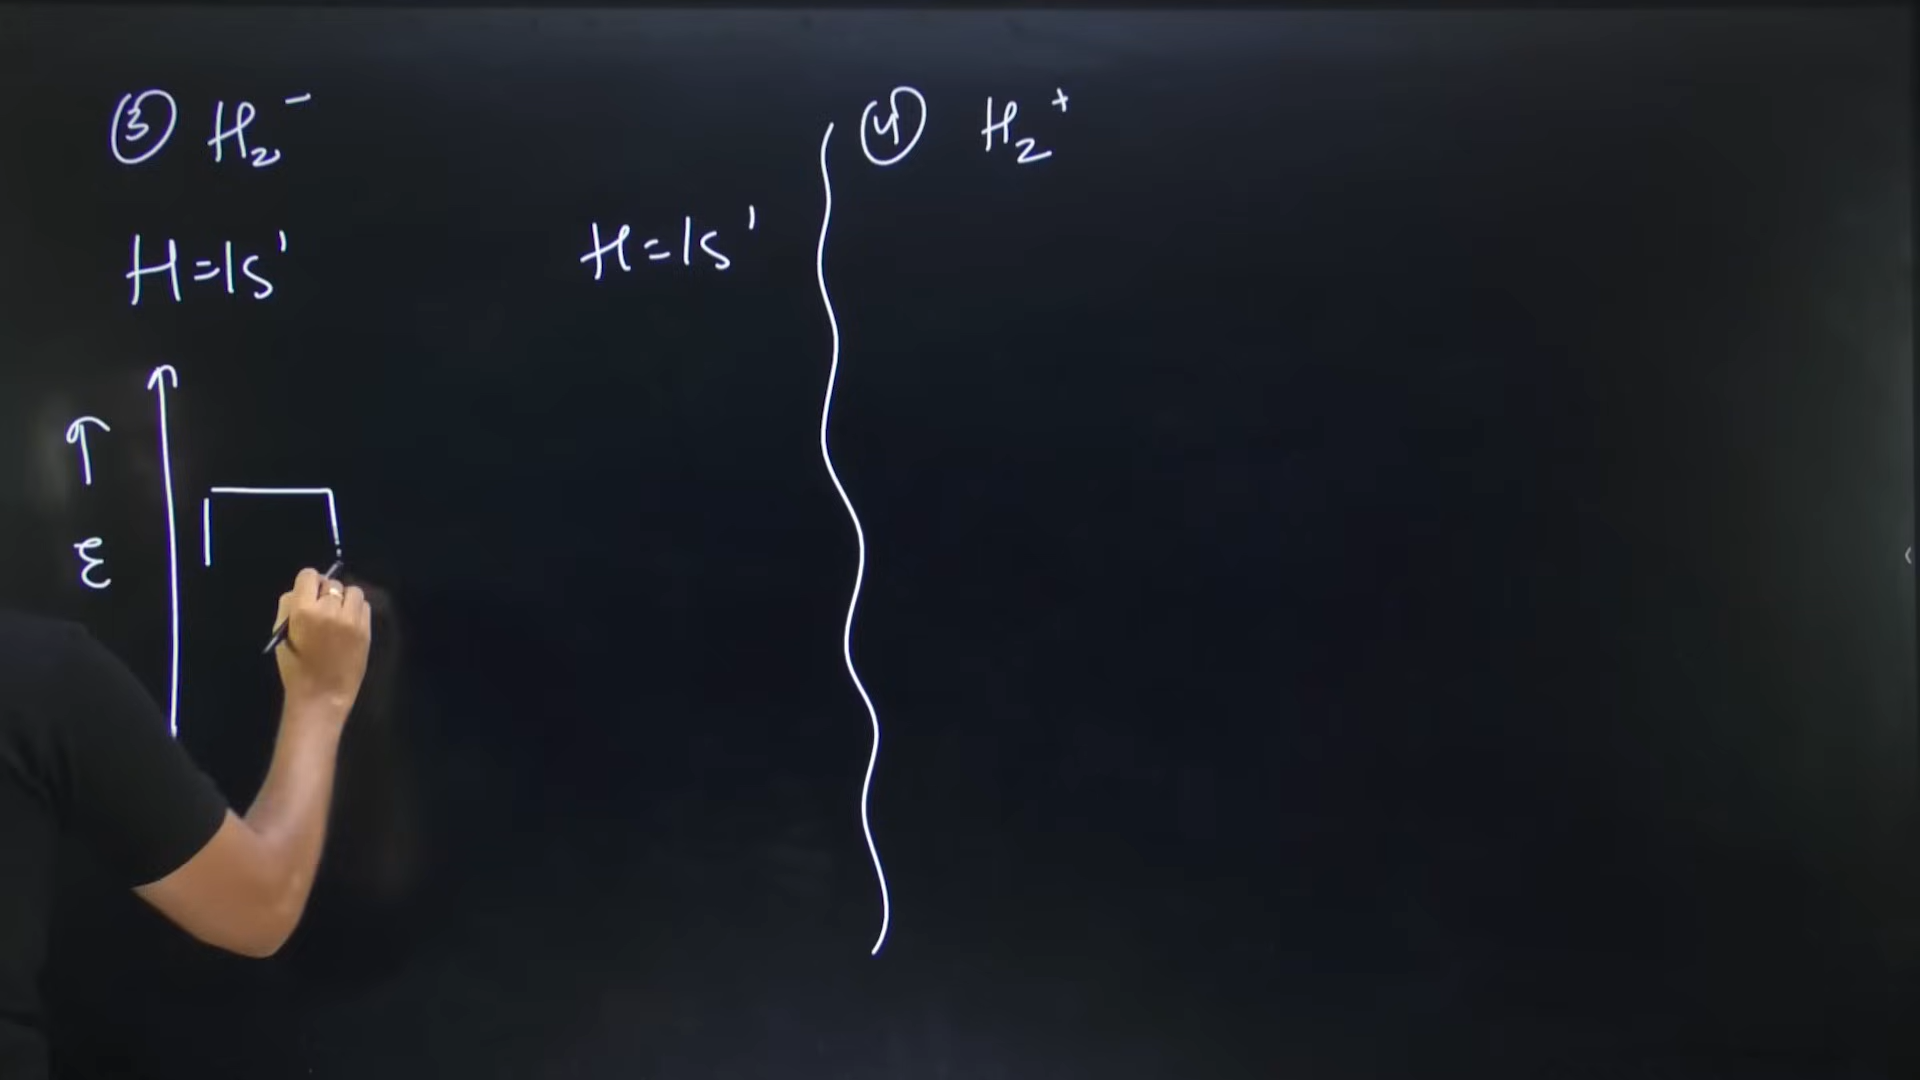 ③ H₂⁻
H=1s¹
H=1s¹
↑
ε
④ H₂⁺